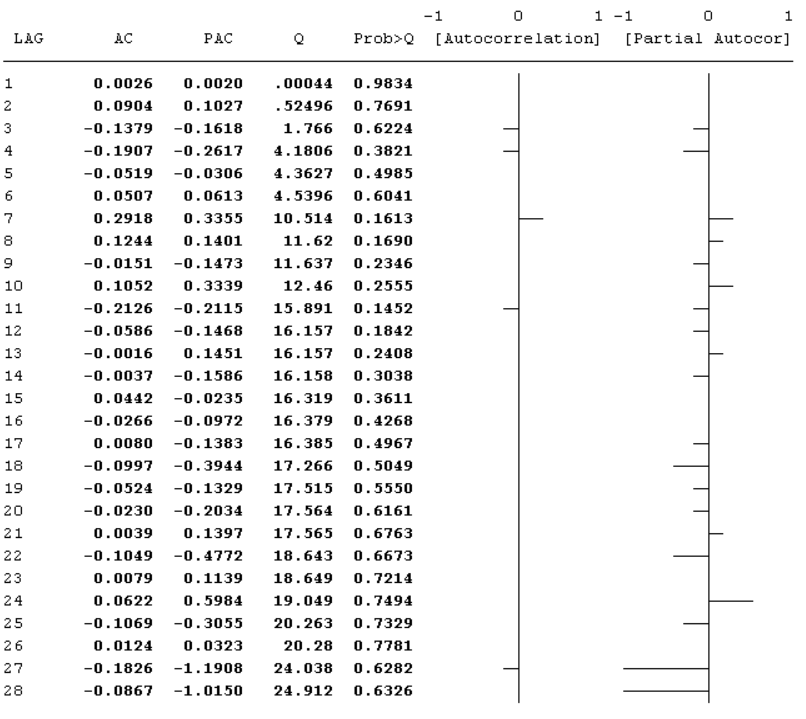 -1 0 1 -1 0 1
LAG AC PAC Q Prob>Q [Autocorrelation] [Partial Autocor]
1 0.0026 0.0020 .00044 0.9834
2 0.0904 0.1027 .52496 0.7691
3 -0.1379 -0.1618 1.766 0.6224
4 -0.1907 -0.2617 4.1806 0.3821
5 -0.0519 -0.0306 4.3627 0.4985
6 0.0507 0.0613 4.5396 0.6041
7 0.2918 0.3355 10.514 0.1613
8 0.1244 0.1401 11.62 0.1690
9 -0.0151 -0.1473 11.637 0.2346
10 0.1052 0.3339 12.46 0.2555
11 -0.2126 -0.2115 15.891 0.1452
12 -0.0586 -0.1468 16.157 0.1842
13 -0.0016 0.1451 16.157 0.2408
14 -0.0037 -0.1586 16.158 0.3038
15 0.0442 -0.0235 16.319 0.3611
16 -0.0266 -0.0972 16.379 0.4268
17 0.0080 -0.1383 16.385 0.4967
18 -0.0997 -0.3944 17.266 0.5049
19 -0.0524 -0.1329 17.515 0.5550
20 -0.0230 -0.2034 17.564 0.6161
21 0.0039 0.1397 17.565 0.6763
22 -0.1049 -0.4772 18.643 0.6673
23 0.0079 0.1139 18.649 0.7214
24 0.0622 0.5984 19.049 0.7494
25 -0.1069 -0.3055 20.263 0.7329
26 0.0124 0.0323 20.28 0.7781
27 -0.1826 -1.1908 24.038 0.6282
28 -0.0867 -1.0150 24.912 0.6326